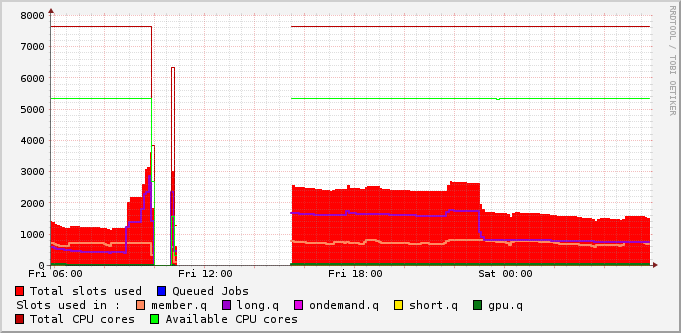 8000
7000
6000
5000
4000
3000
2000
1000
0
Fri 06:00 Fri 12:00 Fri 18:00 Sat 00:00
Total slots used Queued Jobs
Slots used in : member.q long.q ondemand.q short.q gpu.q
Total CPU cores Available CPU cores
RRDTOOL / TOBI OETIKER